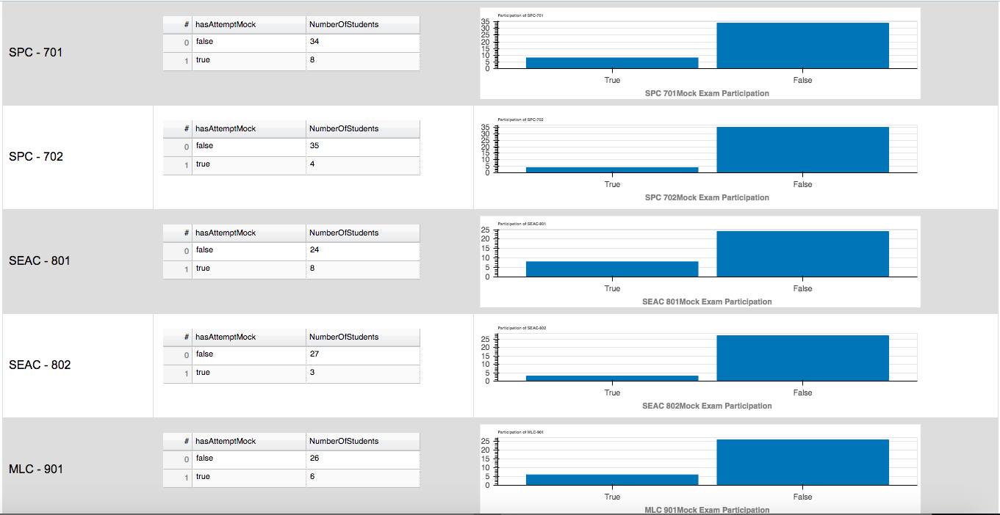 SPC - 701
# hasAttemptMock NumberOfStudents
0 false 34
1 true 8
Participation of SPC-701
35
30
25
20
15
10
5
0
True False
SPC 701Mock Exam Participation
SPC - 702
# hasAttemptMock NumberOfStudents
0 false 35
1 true 4
Participation of SPC-702
35
30
25
20
15
10
5
0
True False
SPC 702Mock Exam Participation
SEAC - 801
# hasAttemptMock NumberOfStudents
0 false 24
1 true 8
Participation of SEAC-801
25
20
15
10
5
0
True False
SEAC 801Mock Exam Participation
SEAC - 802
# hasAttemptMock NumberOfStudents
0 false 27
1 true 3
Participation of SEAC-802
25
20
15
10
5
0
True False
SEAC 802Mock Exam Participation
MLC - 901
# hasAttemptMock NumberOfStudents
0 false 26
1 true 6
Participation of MLC-901
25
20
15
10
5
0
True False
MLC 901Mock Exam Participation